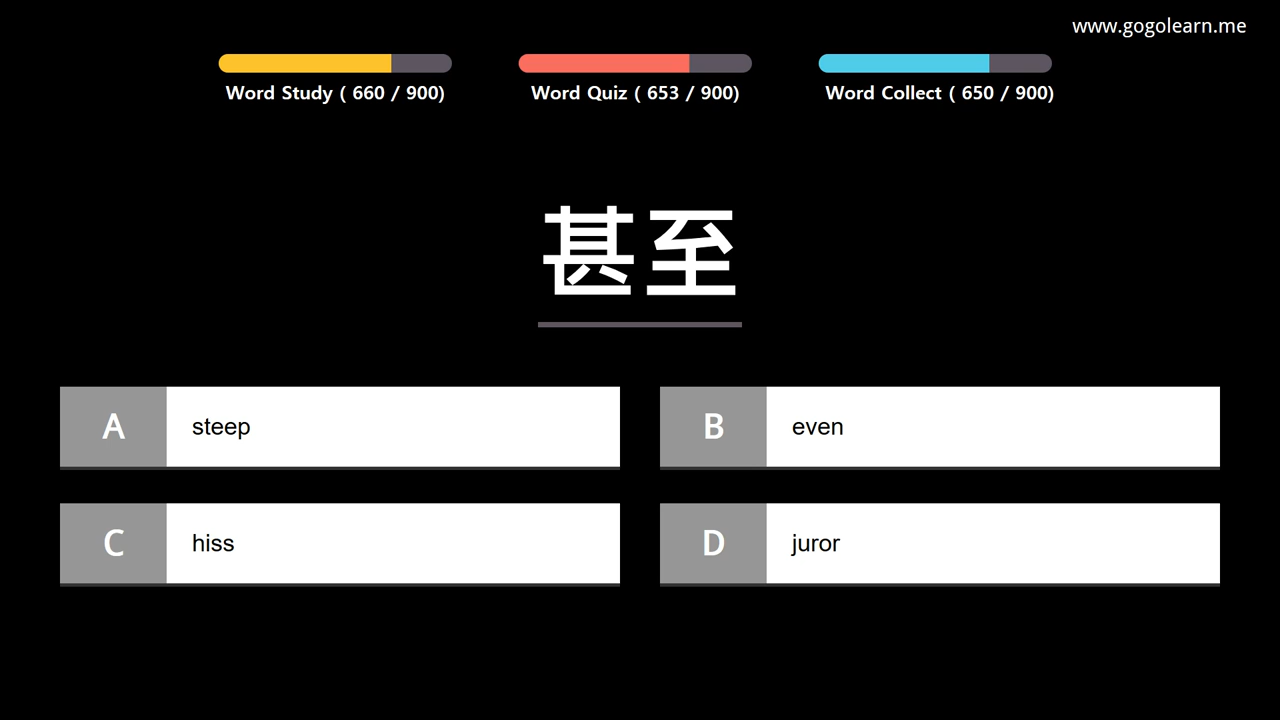 www.gogolearn.me
Word Study ( 660 / 900)
Word Quiz ( 653 / 900)
Word Collect ( 650 / 900)
甚至
A steep
B even
C hiss
D juror